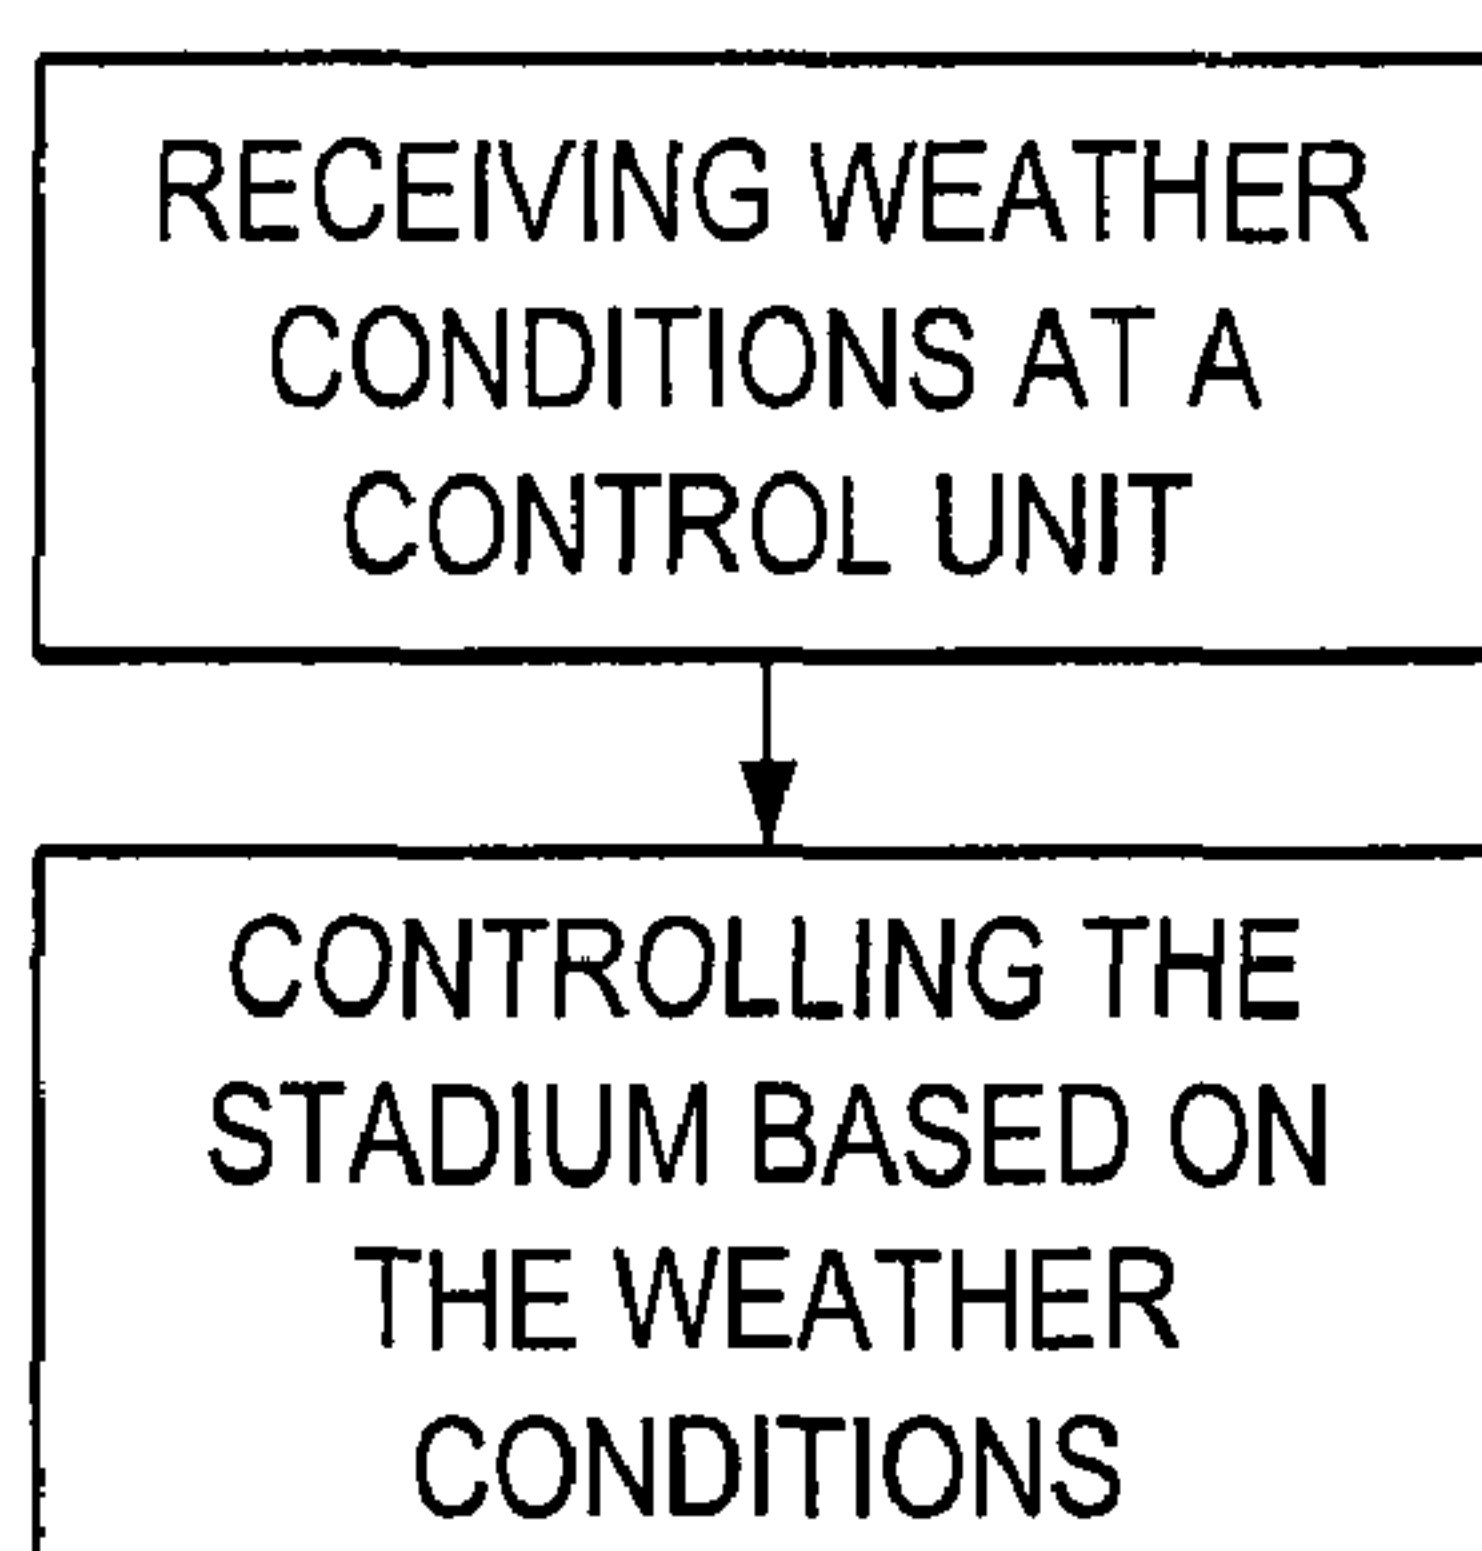 RECEIVING WEATHER
CONDITIONS AT A
CONTROL UNIT
CONTROLLING THE
STADIUM BASED ON
THE WEATHER
CONDITIONS